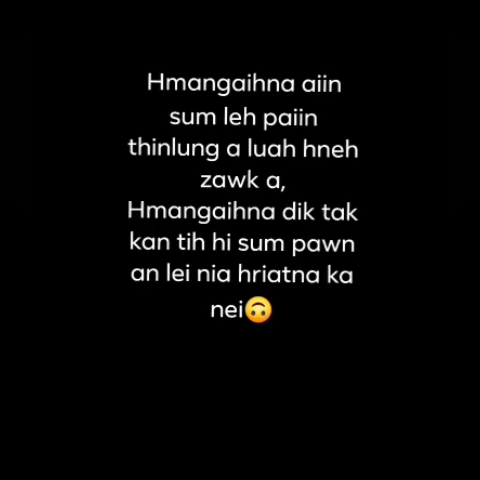 Hmangaihna aiin
sum leh paiin
thinlung a luah hneh
zawk a,
Hmangaihna dik tak
kan tih hi sum pawn
an lei nia hriatna ka
nei🙃